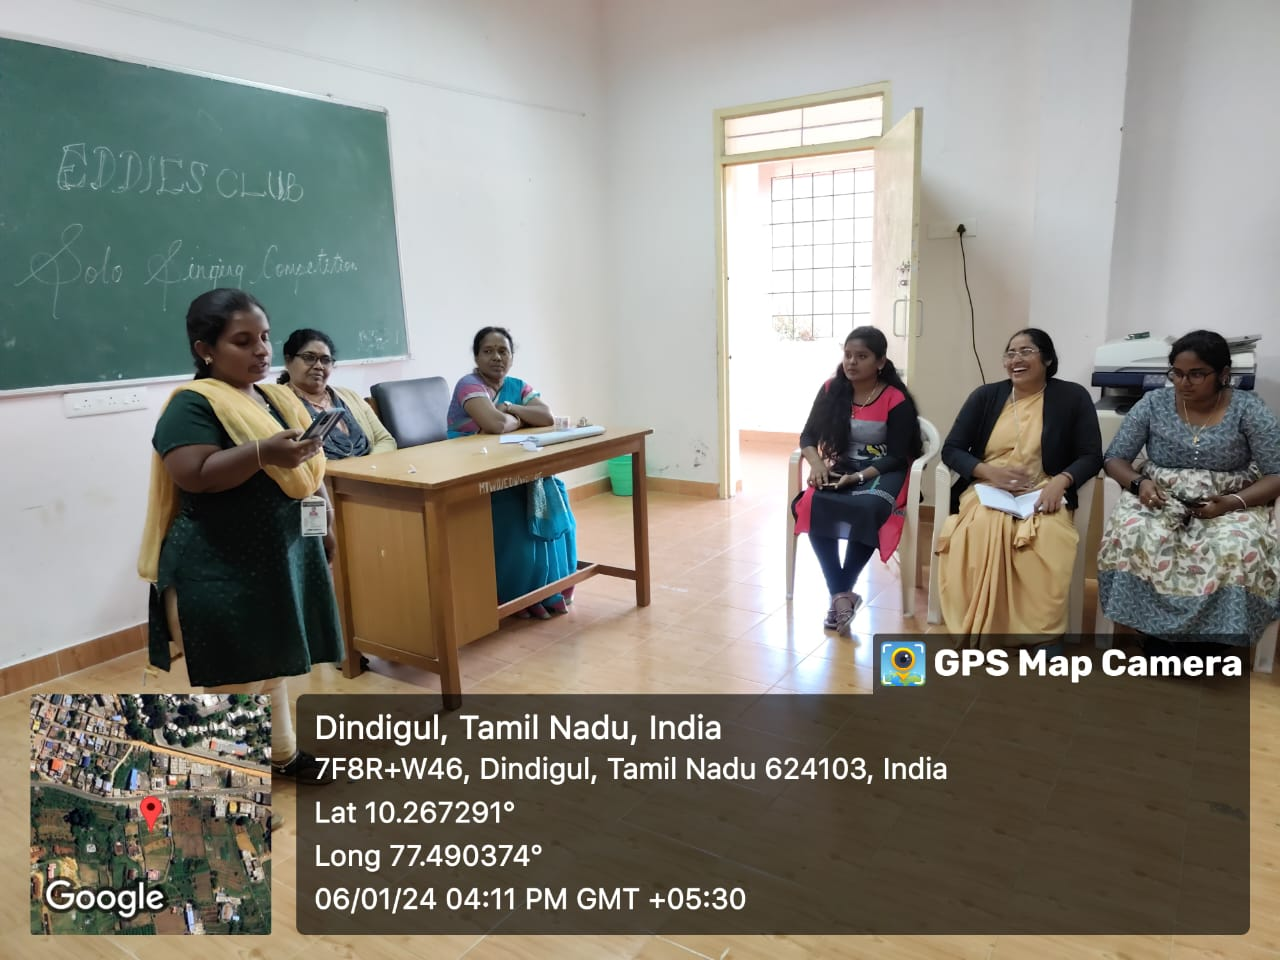 EDDIES CLUB
Solo Singing Competition
GPS Map Camera
Dindigul, Tamil Nadu, India
7F8R+W46, Dindigul, Tamil Nadu 624103, India
Lat 10.267291°
Long 77.490374°
06/01/24 04:11 PM GMT +05:30
Google